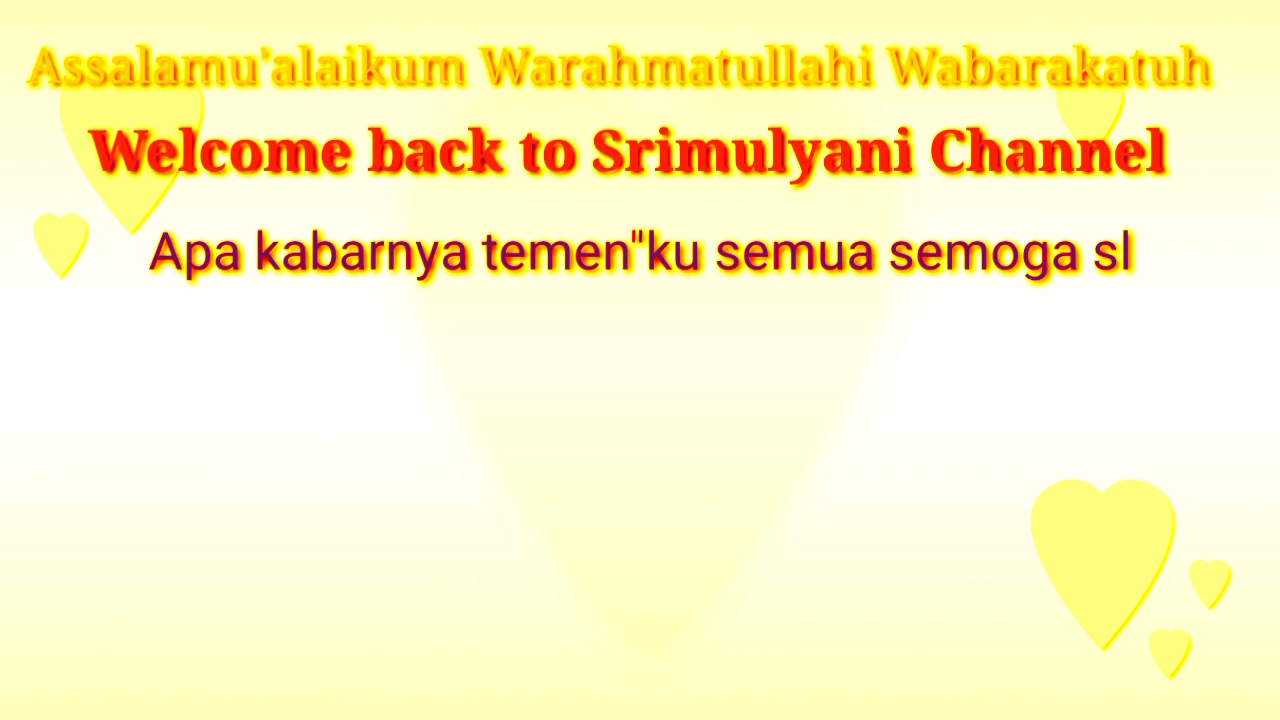 Assalamu'alaikum Warahmatullahi Wabarakatuh
Welcome back to Srimulyani Channel
Apa kabarnya temen"ku semua semoga sl